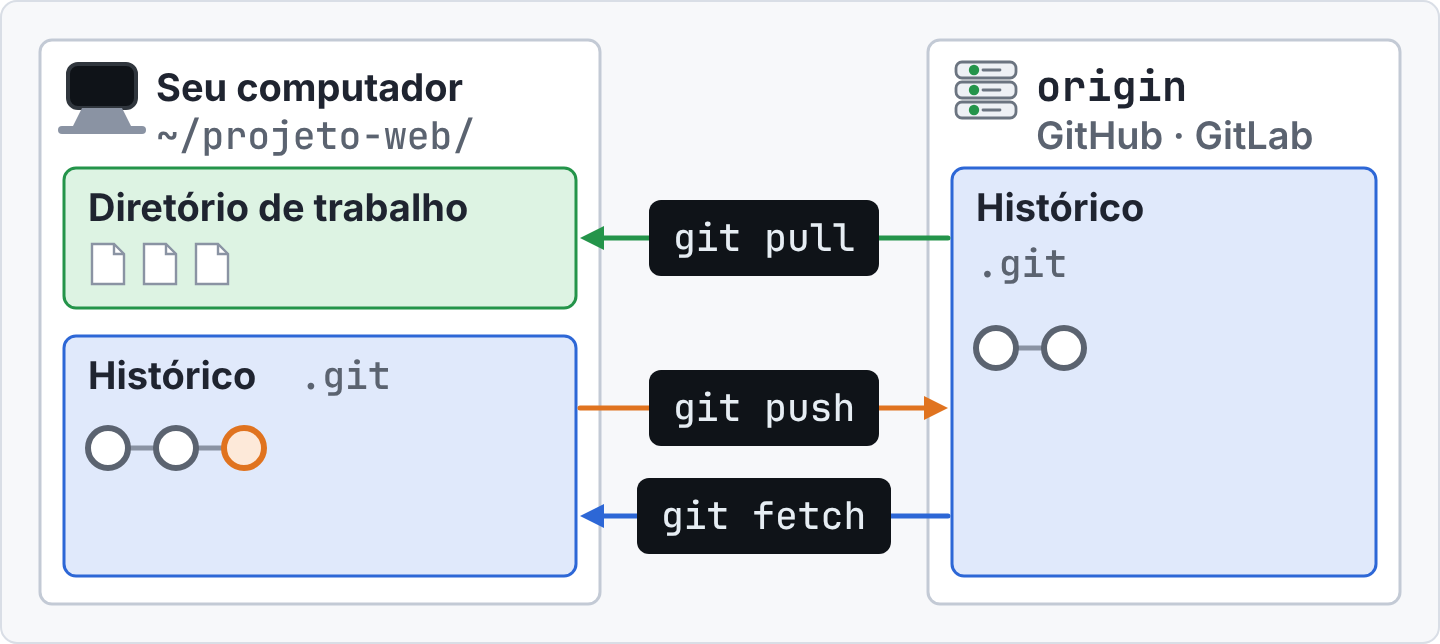 Seu computador
~/projeto-web/
Diretório de trabalho
Histórico .git
git pull
git push
git fetch
origin
GitHub · GitLab
Histórico
.git